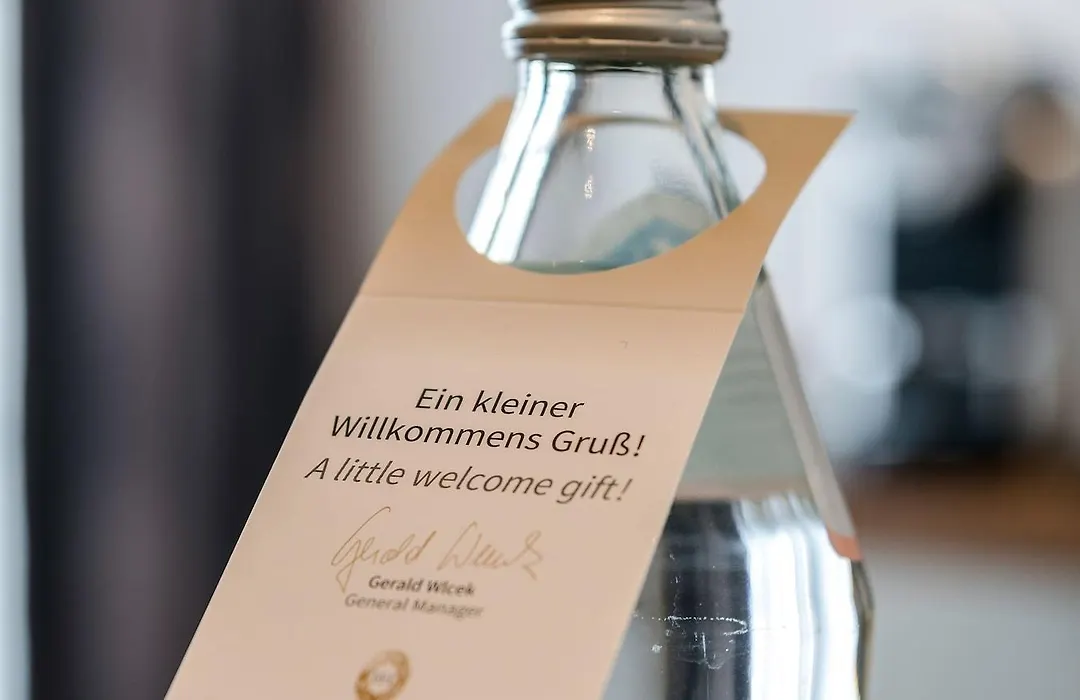 Ein kleiner
Willkommens Gruß!
A little welcome gift!
Gerald Wicek
General Manager